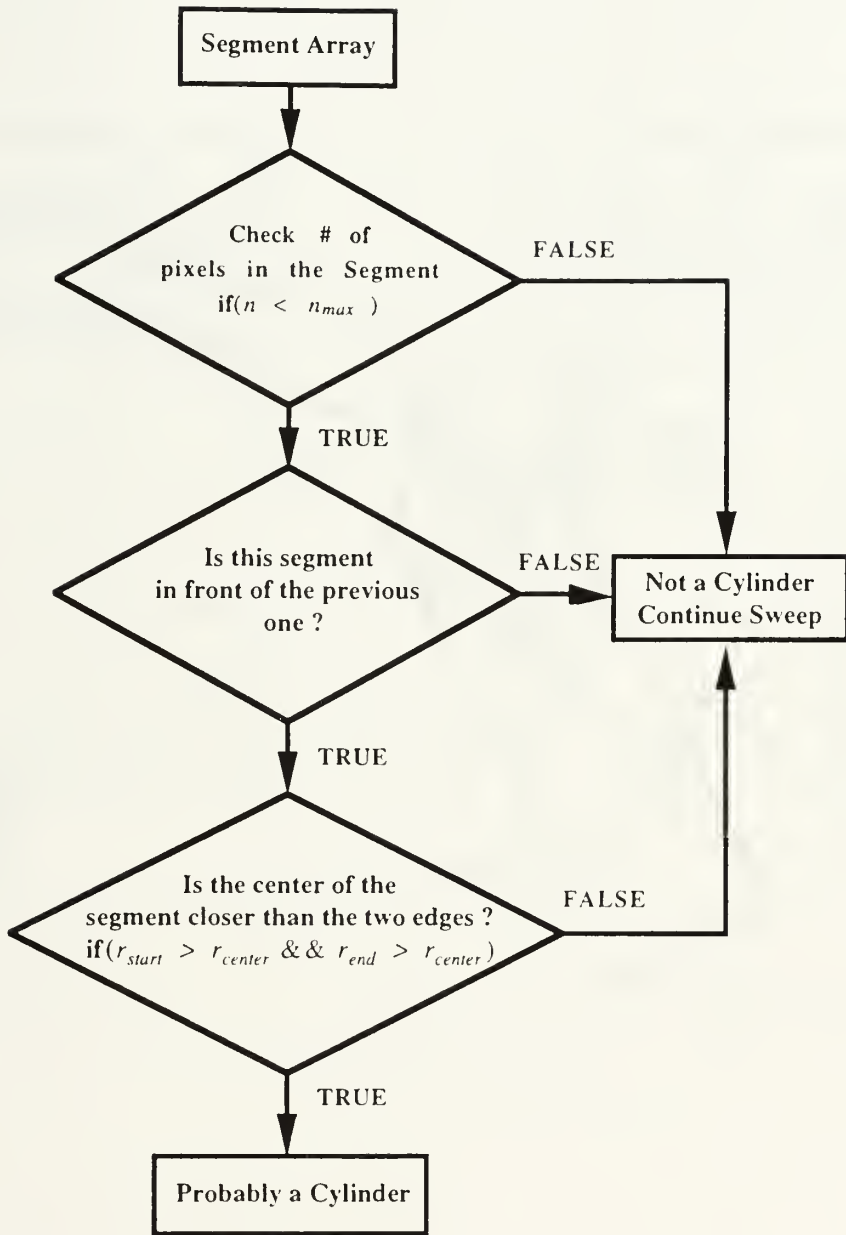 Segment Array
Check # of
pixels in the Segment
if(n < n_max )
FALSE
TRUE
Is this segment
in front of the previous
one ?
FALSE
Not a Cylinder
Continue Sweep
TRUE
Is the center of the
segment closer than the two edges ?
if(r_start > r_center && r_end > r_center)
FALSE
TRUE
Probably a Cylinder